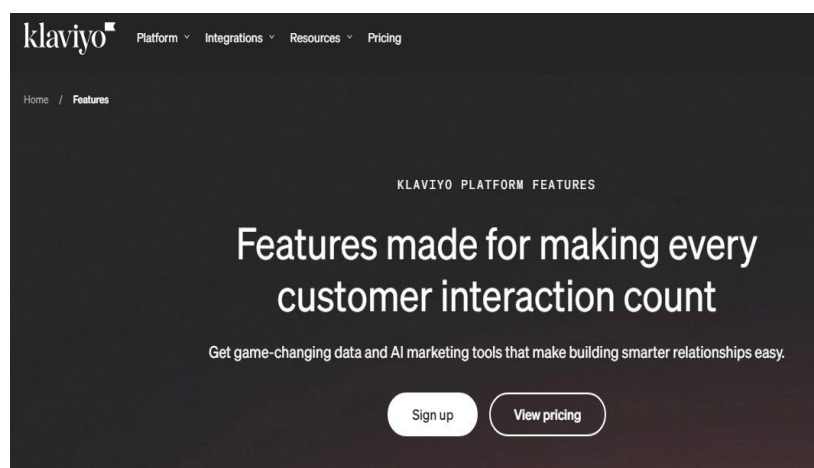 klaviyo
Platform Integrations Resources Pricing
Home / Features
KLAVIYO PLATFORM FEATURES
Features made for making every
customer interaction count
Get game-changing data and AI marketing tools that make building smarter relationships easy.
Sign up View pricing